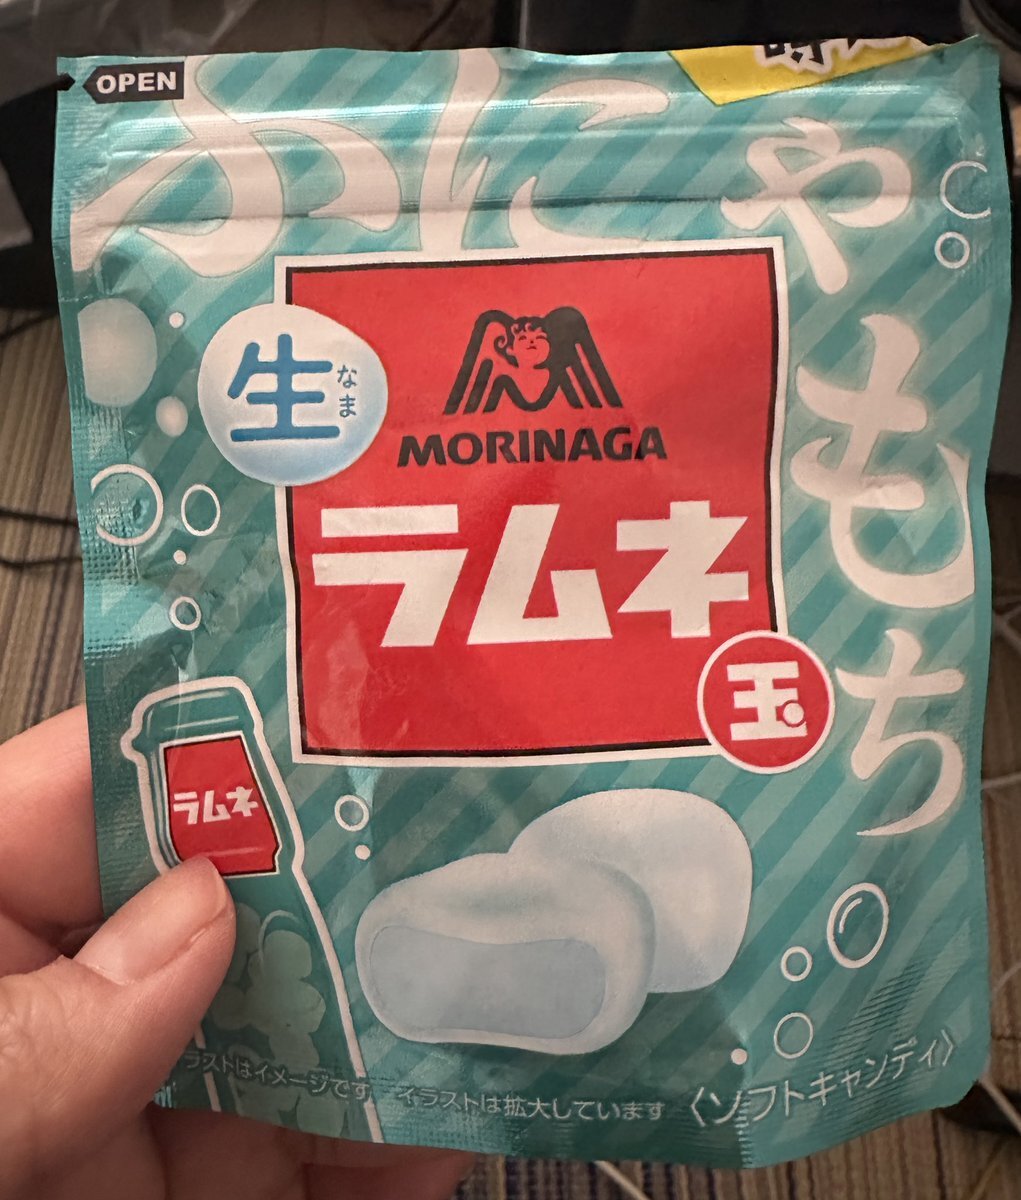 OPEN
ふにゃもち
生
なま
MORINAGA
ラムネ
玉
ラムネ
ラストはイメージです
イラストは拡大しています
〈ソフトキャンディ〉